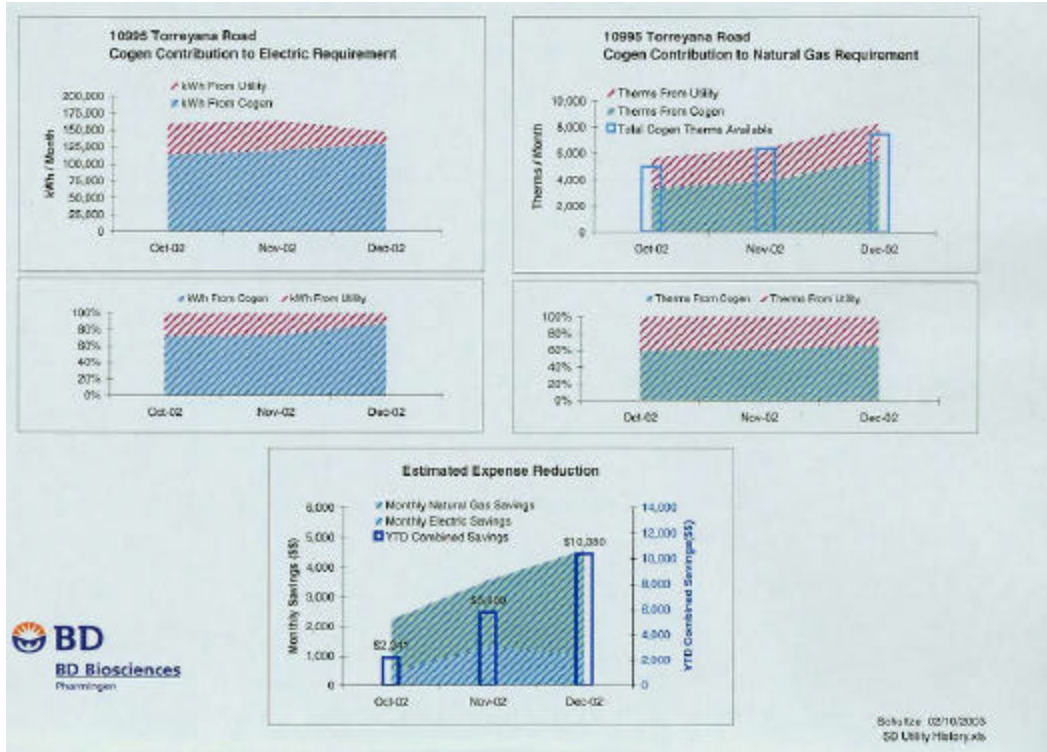 10995 Torreyana Road
Cogen Contribution to Electric Requirement
kWh From Utility
kWh From Cogen
kWh / Month
200,000
175,000
150,000
125,000
100,000
75,000
50,000
25,000
0
Oct-02 Nov-02 Dec-02
10995 Torreyana Road
Cogen Contribution to Natural Gas Requirement
Therms From Utility
Therms From Cogen
Total Cogen Therms Available
Therms / Month
10,000
8,000
6,000
4,000
2,000
0
Oct-02 Nov-02 Dec-02
kWh From Cogen kWh From Utility
100%
80%
60%
40%
20%
0%
Oct-02 Nov-02 Dec-02
Therms From Cogen Therms From Utility
100%
80%
60%
40%
20%
0%
Oct-02 Nov-02 Dec-02
Estimated Expense Reduction
Monthly Natural Gas Savings
Monthly Electric Savings
YTD Combined Savings
Monthly Savings ($$)
6,000
5,000
4,000
3,000
2,000
1,000
0
YTD Combined Savings($$)
14,000
12,000
10,000
8,000
6,000
4,000
2,000
0
Oct-02 Nov-02 Dec-02
BD
BD Biosciences
Pharmingen
02/10/2003
SD Utility History.xls